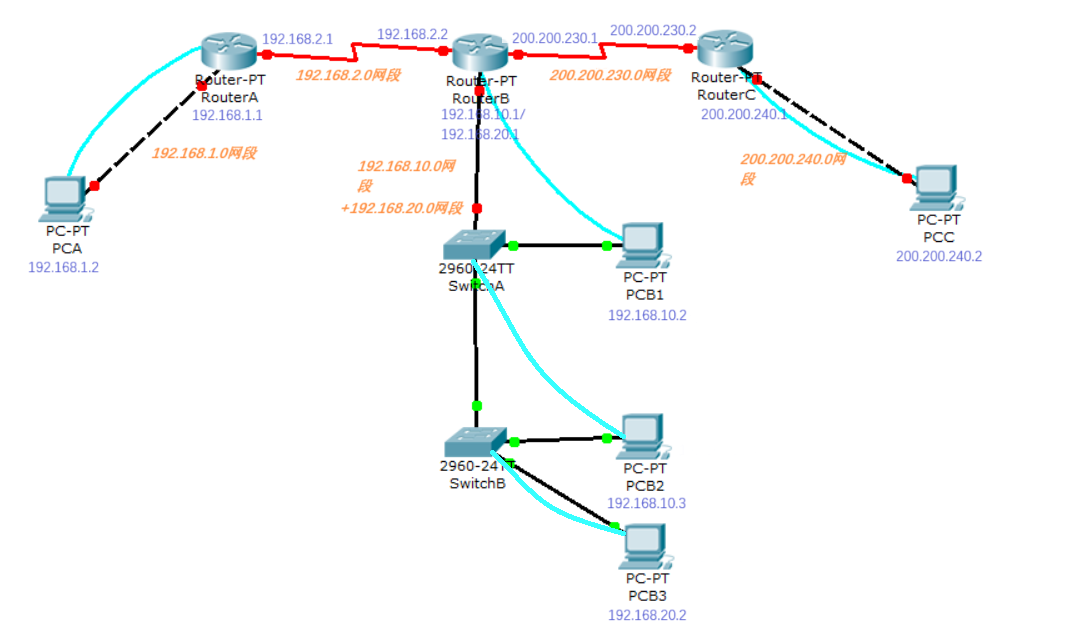 192.168.2.1
192.168.2.2
200.200.230.1
200.200.230.2
192.168.2.0网段
200.200.230.0网段
Router-PT
RouterA
192.168.1.1
Router-PT
RouterB
192.168.10.1/
192.168.20.1
Router-PT
RouterC
200.200.240.1
192.168.1.0网段
192.168.10.0网
段
+192.168.20.0网段
200.200.240.0网
段
PC-PT
PCA
192.168.1.2
PC-PT
PCC
200.200.240.2
2960-24TT
SwitchA
PC-PT
PCB1
192.168.10.2
2960-24TT
SwitchB
PC-PT
PCB2
192.168.10.3
PC-PT
PCB3
192.168.20.2